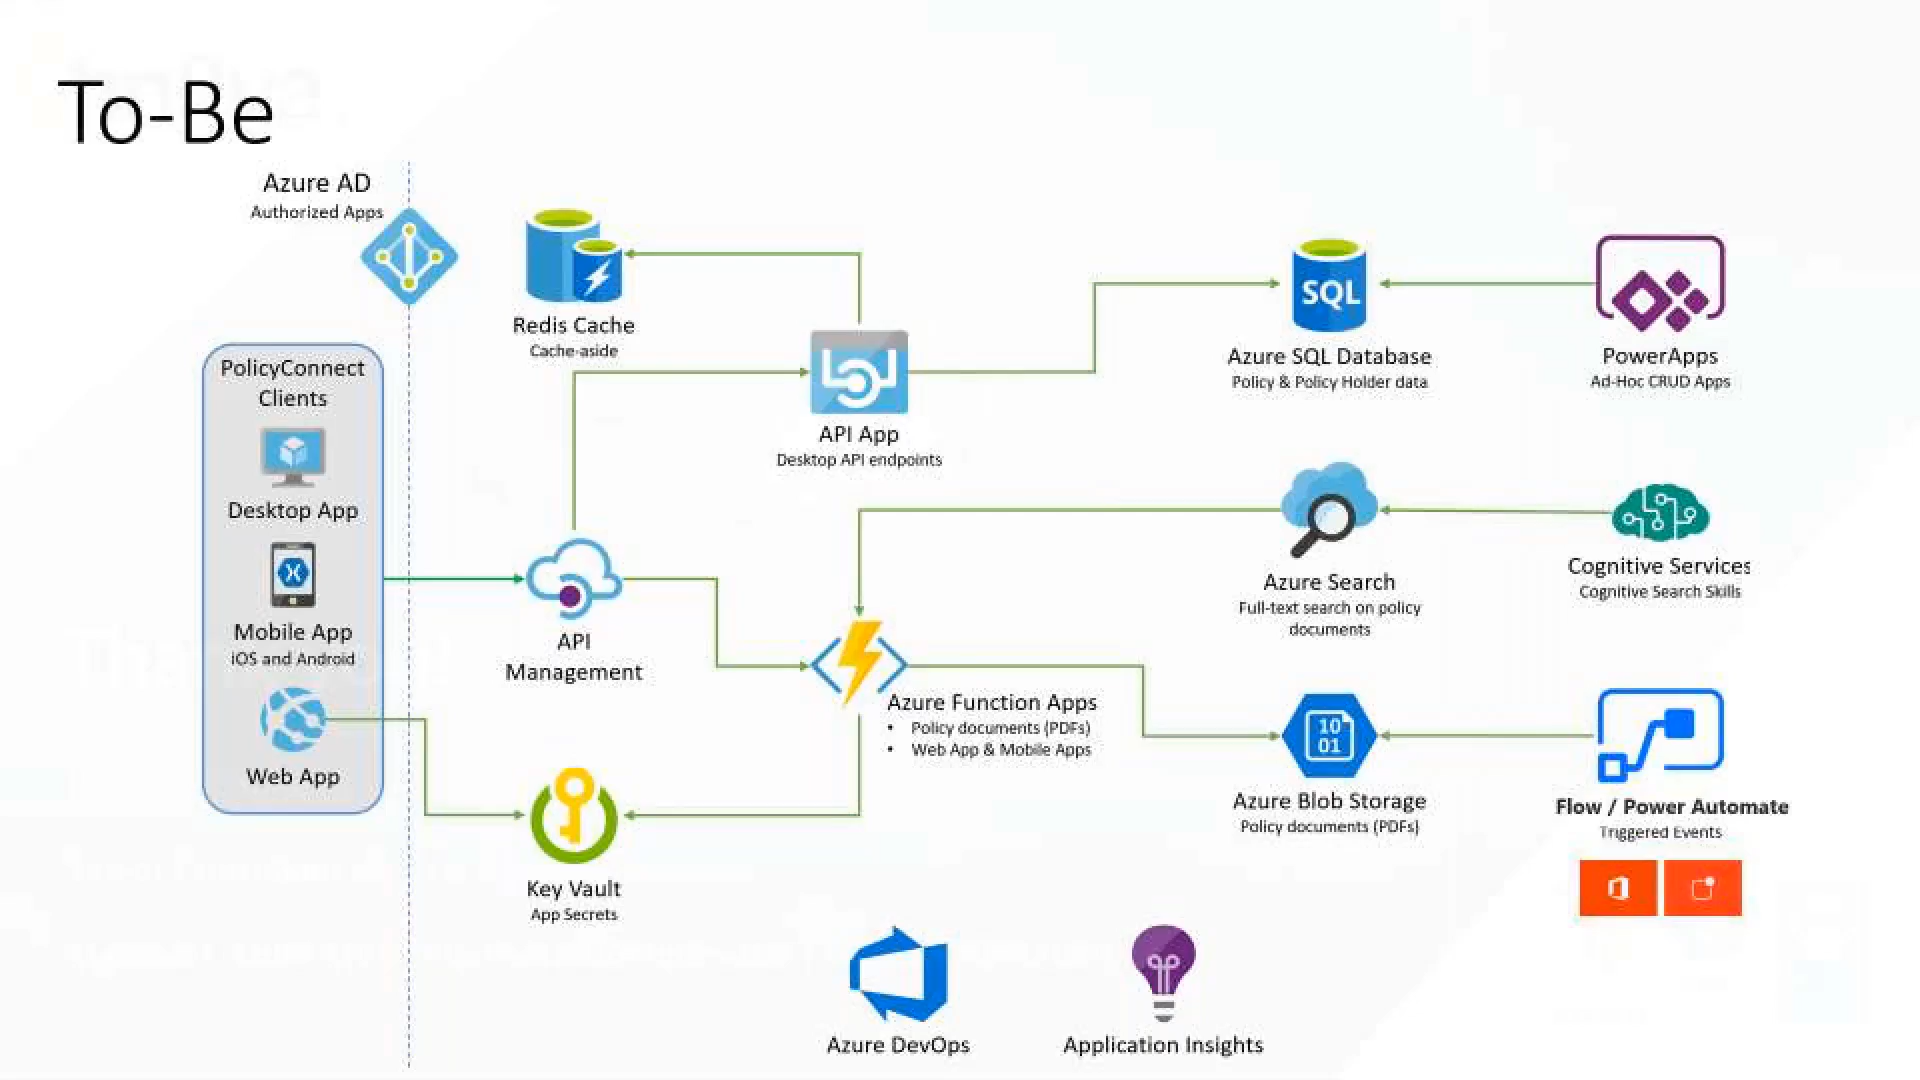 To-Be
Azure AD
Authorized Apps
PolicyConnect
Clients
Desktop App
Mobile App
iOS and Android
Web App
Redis Cache
Cache-aside
API
Management
Key Vault
App Secrets
API App
Desktop API endpoints
Azure Function Apps
• Policy documents (PDFs)
• Web App & Mobile Apps
SQL
Azure SQL Database
Policy & Policy Holder data
PowerApps
Ad-Hoc CRUD Apps
Azure Search
Full-text search on policy
documents
Cognitive Services
Cognitive Search Skills
10
01
Azure Blob Storage
Policy documents (PDFs)
Flow / Power Automate
Triggered Events
Azure DevOps
Application Insights